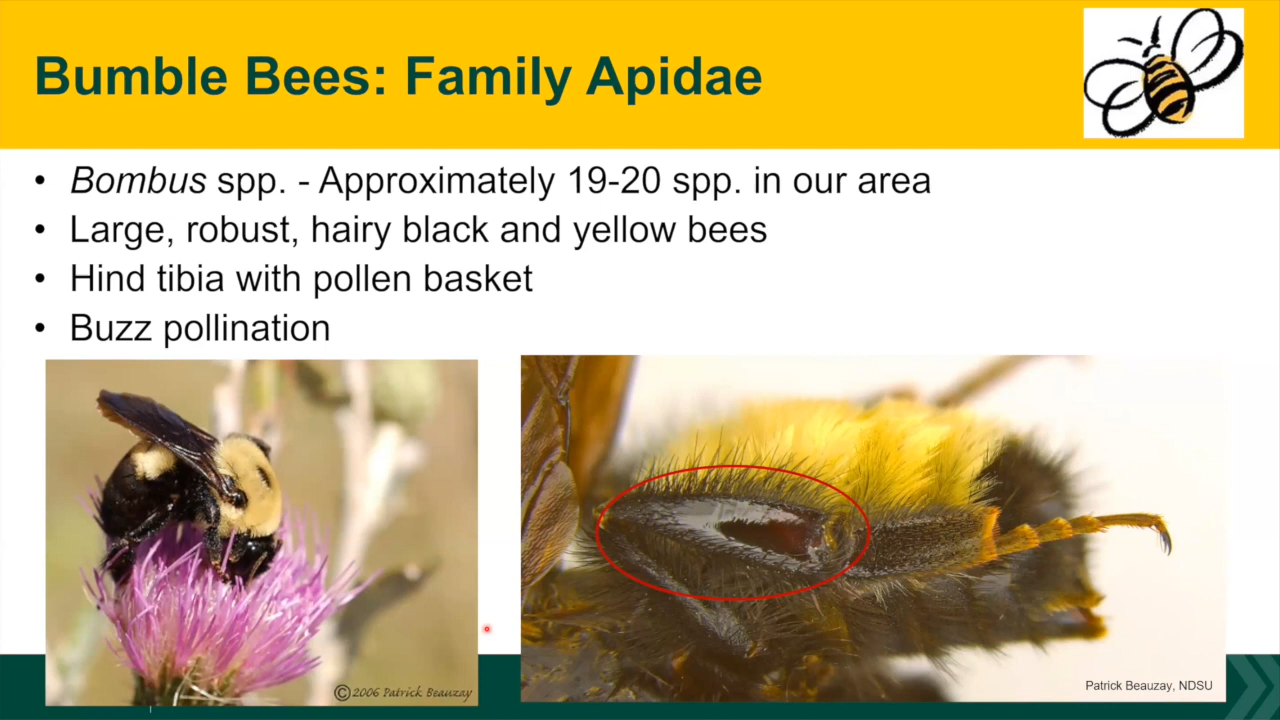 Bumble Bees: Family Apidae
• Bombus spp. - Approximately 19-20 spp. in our area
• Large, robust, hairy black and yellow bees
• Hind tibia with pollen basket
• Buzz pollination
©2006 Patrick Beauzay
Patrick Beauzay, NDSU